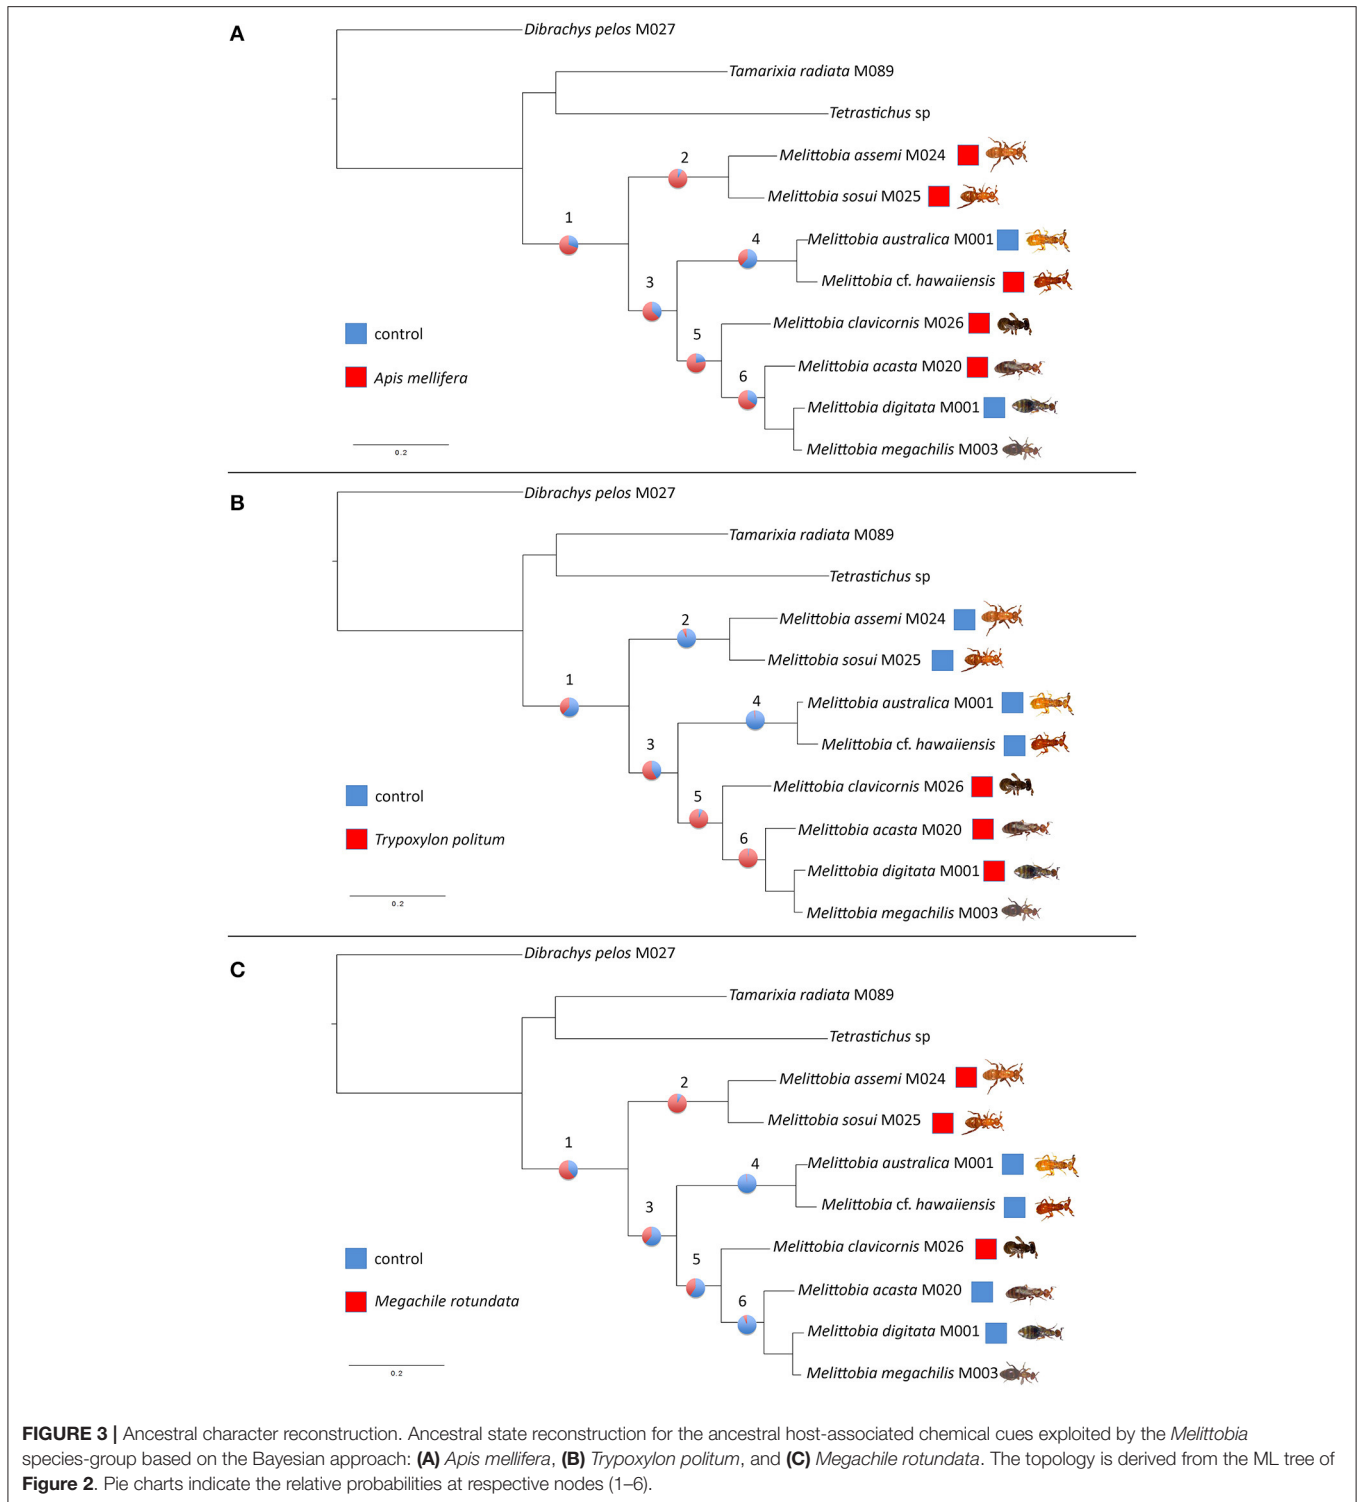 A
Dibrachys pelos M027
Tamarixia radiata M089
Tetrastichus sp
2
Melittobia assemi M024
Melittobia sosui M025
1
4
Melittobia australica M001
3
Melittobia cf. hawaiiensis
control
5
Melittobia clavicornis M026
Apis mellifera
6
Melittobia acasta M020
Melittobia digitata M001
0.2
Melittobia megachilis M003
B
Dibrachys pelos M027
Tamarixia radiata M089
Tetrastichus sp
2
Melittobia assemi M024
Melittobia sosui M025
1
4
Melittobia australica M001
3
Melittobia cf. hawaiiensis
control
5
Melittobia clavicornis M026
Trypoxylon politum
6
Melittobia acasta M020
Melittobia digitata M001
0.2
Melittobia megachilis M003
C
Dibrachys pelos M027
Tamarixia radiata M089
Tetrastichus sp
2
Melittobia assemi M024
Melittobia sosui M025
1
4
Melittobia australica M001
3
Melittobia cf. hawaiiensis
control
5
Melittobia clavicornis M026
Megachile rotundata
6
Melittobia acasta M020
Melittobia digitata M001
0.2
Melittobia megachilis M003
FIGURE 3 | Ancestral character reconstruction. Ancestral state reconstruction for the ancestral host-associated chemical cues exploited by the Melittobia
species-group based on the Bayesian approach: (A) Apis mellifera, (B) Trypoxylon politum, and (C) Megachile rotundata. The topology is derived from the ML tree of
Figure 2. Pie charts indicate the relative probabilities at respective nodes (1–6).